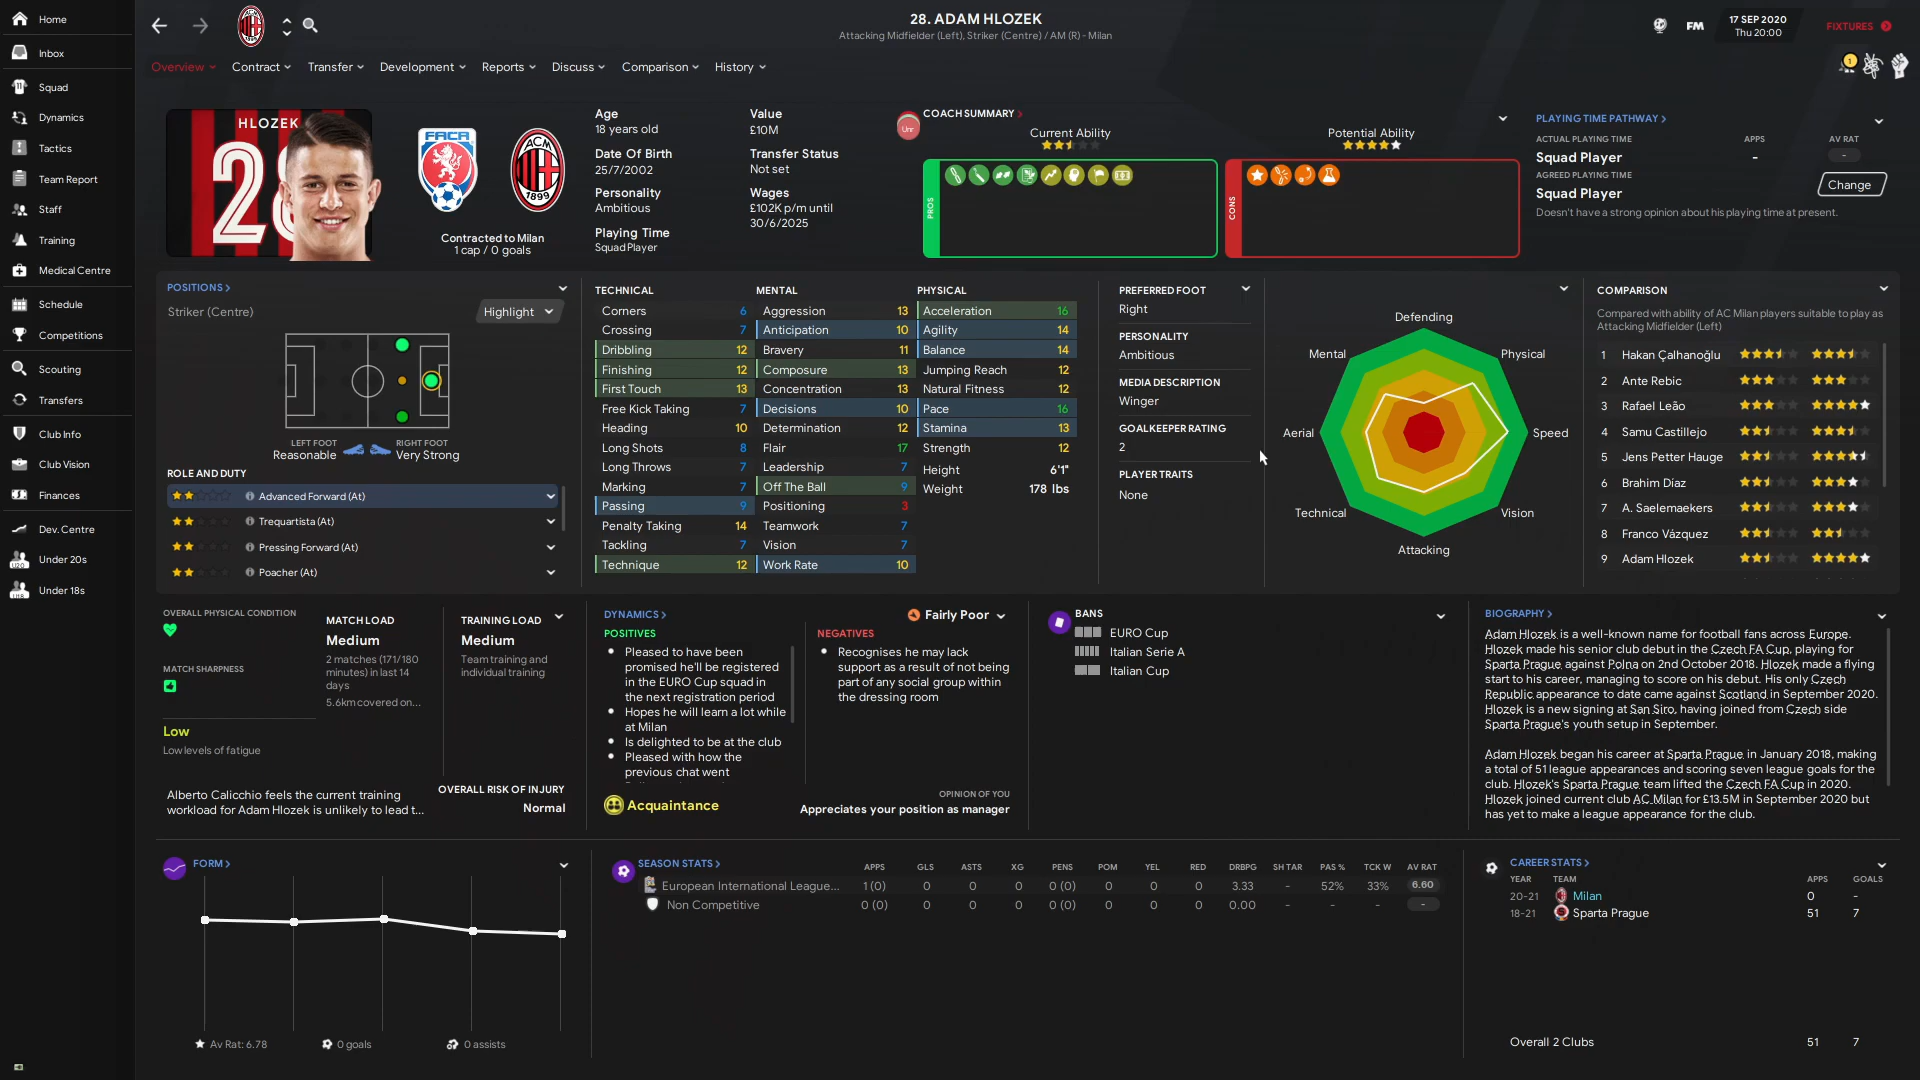 Home
Inbox
Squad
Dynamics
Tactics
Team Report
Staff
Training
Medical Centre
Schedule
Competitions
Scouting
Transfers
Club Info
Club Vision
Finances
Dev. Centre
Under 20s
Under 18s
28. ADAM HLOZEK
Attacking Midfielder (Left), Striker (Centre) / AM (R) - Milan
FM
17 SEP 2020
Thu 20:00
FIXTURES
1
Overview
Contract
Transfer
Development
Reports
Discuss
Comparison
History
HLOZEK
28
FACR
ACM
1899
Contracted to Milan
1 cap / 0 goals
Age
18 years old
Date Of Birth
25/7/2002
Personality
Ambitious
Playing Time
Squad Player
Value
£10M
Transfer Status
Not set
Wages
£102K p/m until
30/6/2025
Unr
COACH SUMMARY
Current Ability
Potential Ability
PROS
CONS
PLAYING TIME PATHWAY
ACTUAL PLAYING TIME
APPS
AV RAT
Squad Player
-
-
AGREED PLAYING TIME
Squad Player
Change
Doesn't have a strong opinion about his playing time at present.
POSITIONS
Striker (Centre)
Highlight
LEFT FOOT
Reasonable
RIGHT FOOT
Very Strong
ROLE AND DUTY
Advanced Forward (At)
Trequartista (At)
Pressing Forward (At)
Poacher (At)
TECHNICAL
Corners 6
Crossing 7
Dribbling 12
Finishing 12
First Touch 13
Free Kick Taking 7
Heading 10
Long Shots 8
Long Throws 7
Marking 7
Passing 9
Penalty Taking 14
Tackling 7
Technique 12
MENTAL
Aggression 13
Anticipation 10
Bravery 11
Composure 13
Concentration 13
Decisions 10
Determination 12
Flair 17
Leadership 7
Off The Ball 9
Positioning 3
Teamwork 7
Vision 7
Work Rate 10
PHYSICAL
Acceleration 16
Agility 14
Balance 14
Jumping Reach 12
Natural Fitness 12
Pace 16
Stamina 13
Strength 12
Height 6'1"
Weight 178 lbs
PREFERRED FOOT
Right
PERSONALITY
Ambitious
MEDIA DESCRIPTION
Winger
GOALKEEPER RATING
2
PLAYER TRAITS
None
Defending
Mental
Physical
Aerial
Speed
Technical
Vision
Attacking
COMPARISON
Compared with ability of AC Milan players suitable to play as
Attacking Midfielder (Left)
1 Hakan Çalhanoğlu
2 Ante Rebic
3 Rafael Leão
4 Samu Castillejo
5 Jens Petter Hauge
6 Brahim Díaz
7 A. Saelemaekers
8 Franco Vázquez
9 Adam Hlozek
OVERALL PHYSICAL CONDITION
MATCH SHARPNESS
Low
Low levels of fatigue
MATCH LOAD
Medium
2 matches (171/180
minutes) in last 14
days
5.6km covered on...
TRAINING LOAD
Medium
Team training and
individual training
Alberto Calicchio feels the current training
workload for Adam Hlozek is unlikely to lead t...
OVERALL RISK OF INJURY
Normal
DYNAMICS
Fairly Poor
POSITIVES
Pleased to have been
promised he'll be registered
in the EURO Cup squad in
the next registration period
Hopes he will learn a lot while
at Milan
Is delighted to be at the club
Pleased with how the
previous chat went
NEGATIVES
Recognises he may lack
support as a result of not being
part of any social group within
the dressing room
Acquaintance
OPINION OF YOU
Appreciates your position as manager
BANS
EURO Cup
Italian Serie A
Italian Cup
BIOGRAPHY
Adam Hlozek is a well-known name for football fans across Europe.
Hlozek made his senior club debut in the Czech FA Cup, playing for
Sparta Prague against Polna on 2nd October 2018. Hlozek made a flying
start to his career, managing to score on his debut. His only Czech
Republic appearance to date came against Scotland in September 2020.
Hlozek is a new signing at San Siro, having joined from Czech side
Sparta Prague's youth setup in September.
Adam Hlozek began his career at Sparta Prague in January 2018, making
a total of 51 league appearances and scoring seven league goals for the
club. Hlozek's Sparta Prague team lifted the Czech FA Cup in 2020.
Hlozek joined current club AC Milan for £13.5M in September 2020 but
has yet to make a league appearance for the club.
FORM
Av Rat: 6.78
0 goals
0 assists
SEASON STATS
APPS GLS ASTS XG PENS POM YEL RED DRBPG SH TAR PAS % TCK W AV RAT
European International League... 1 (0) 0 0 0 0 (0) 0 0 0 3.33 - 52% 33% 6.60
Non Competitive 0 (0) 0 0 0 0 (0) 0 0 0 0.00 - - - -
CAREER STATS
YEAR TEAM APPS GOALS
20-21 Milan 0 -
18-21 Sparta Prague 51 7
Overall 2 Clubs 51 7